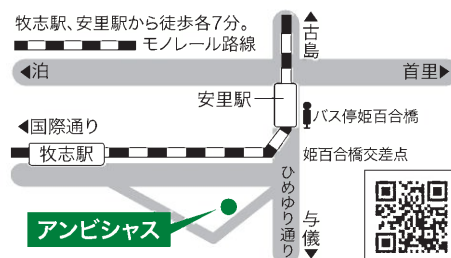 牧志駅、安里駅から徒歩各7分。
モノレール路線
▲古島
◀泊
首里▶
安里駅
バス停姫百合橋
◀国際通り
牧志駅
姫百合橋交差点
ひめゆり通り
与儀▼
アンビシャス